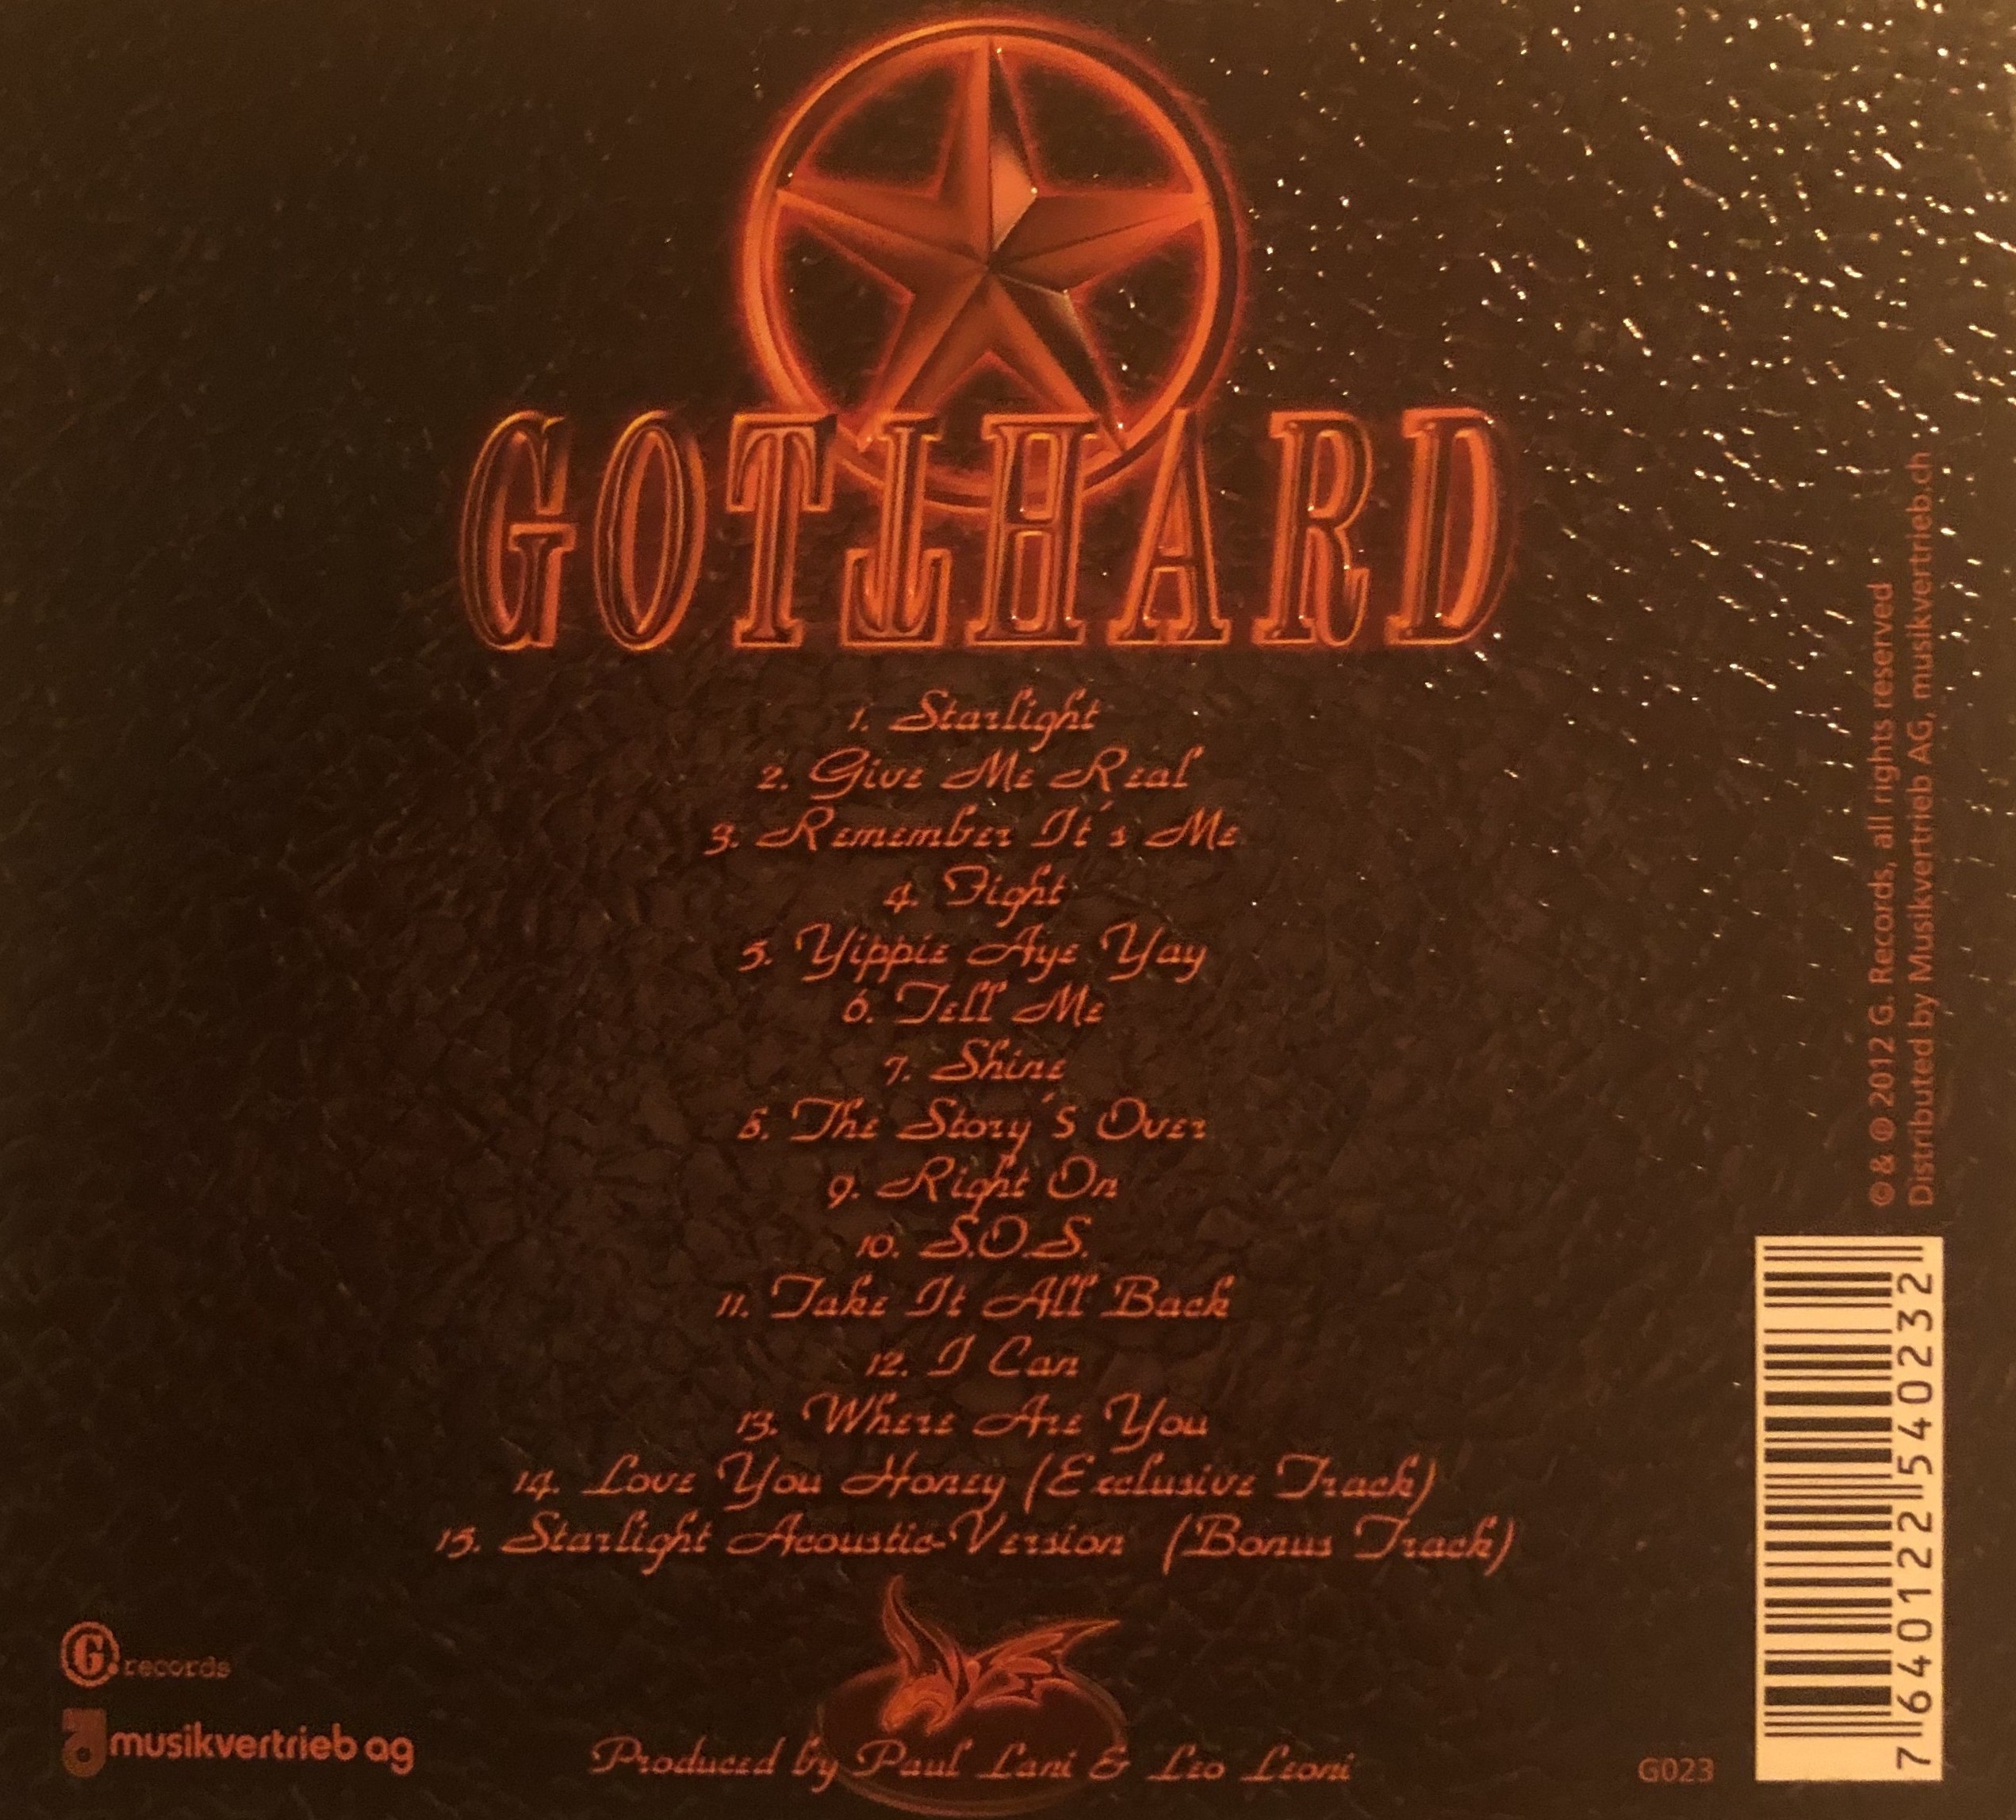 GOTTHARD
1. Starlight
2. Give Me Real
3. Remember It's Me
4. Fight
5. Yippie Aye Yay
6. Tell Me
7. Shine
8. The Story's Over
9. Right On
10. S.O.S.
11. Take It All Back
12. I Can
13. Where Are You
14. Love You Honey (Exclusive Track)
15. Starlight Acoustic-Version (Bonus Track)
G. records
musikvertrieb ag
Produced by Paul Lani & Leo Leoni
G023
© & ℗ 2012 G. Records, all rights reserved
Distributed by Musikvertrieb AG, musikvertrieb.ch
7 640122 540232